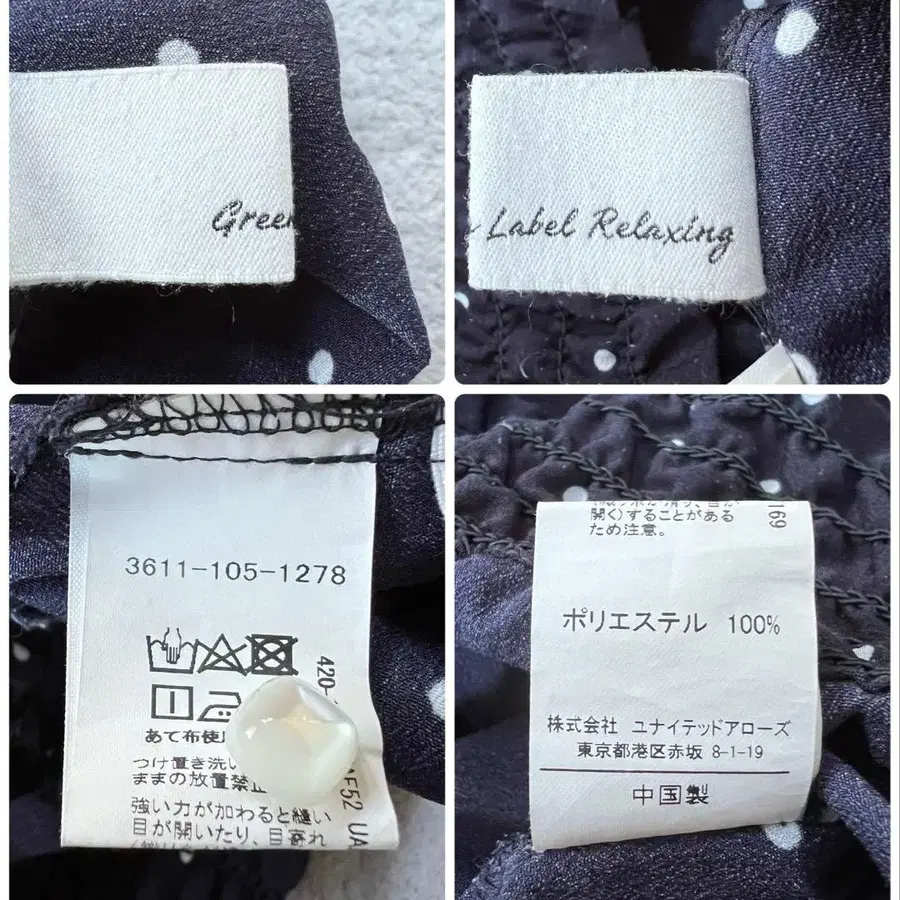 Green
Label Relaxing
3611-105-1278
420-
あて布使
つけ置き洗い
ままの放置禁止
強い力が加わると縫い
目が開いたり、目寄れ
F52 UA
開く)することがある
ため注意。
169
ポリエステル 100%
株式会社 ユナイテッドアローズ
東京都港区赤坂 8-1-19
中国製